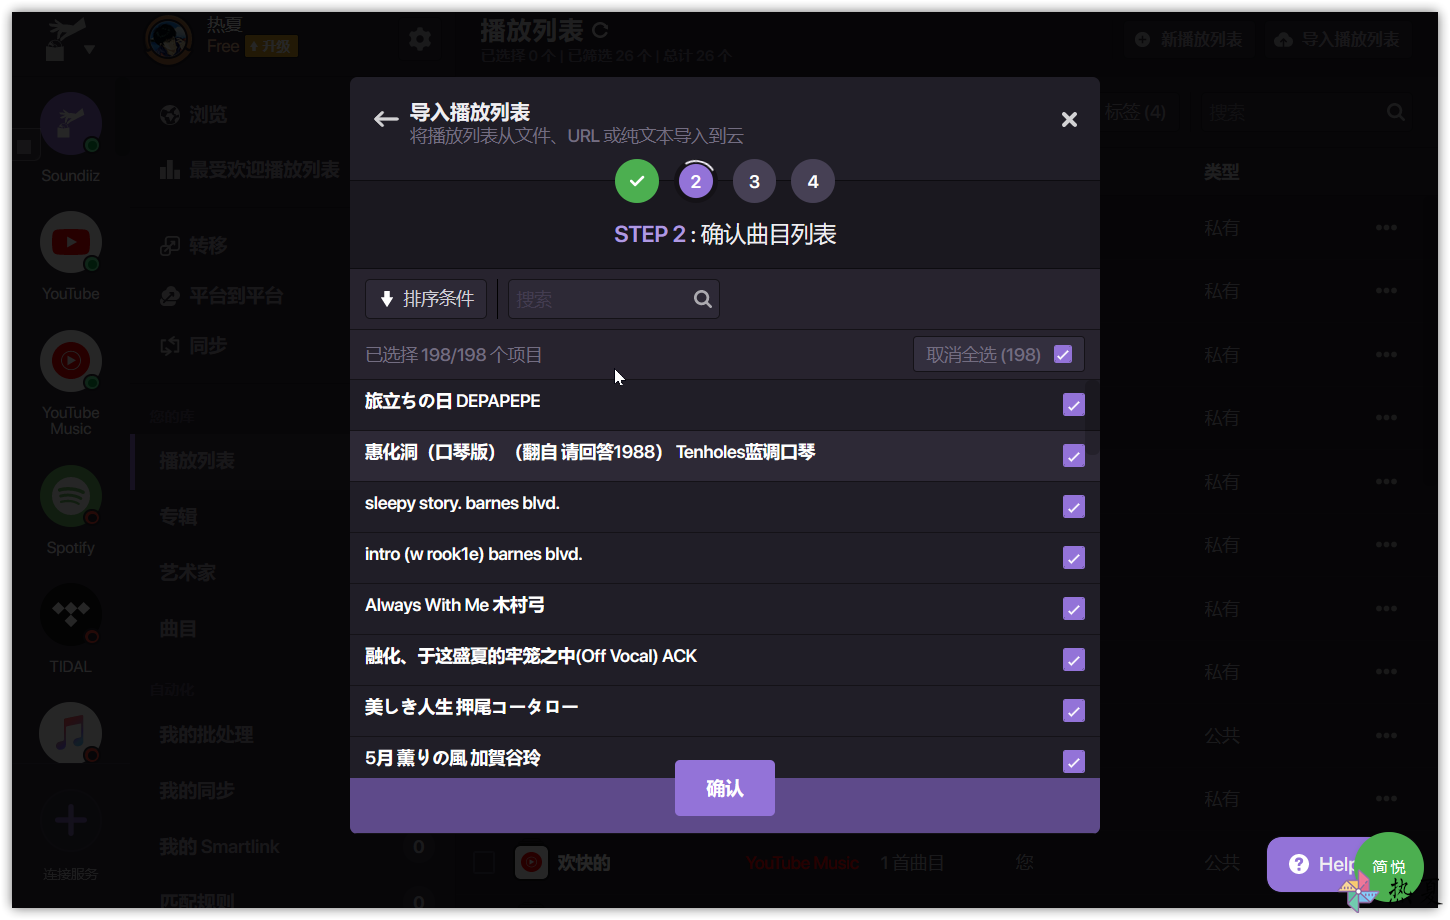 热夏
Free 升级
播放列表
已选择 0 个 | 已筛选 26 个 | 总计 26 个
新播放列表
导入播放列表
Soundiiz
YouTube
YouTube
Music
Spotify
TIDAL
连接服务
浏览
最受欢迎播放列表
转移
平台到平台
同步
播放列表
专辑
艺术家
曲目
自动化
我的批处理
我的同步
我的 Smartlink
0
匹配规则
0
导入播放列表
将播放列表从文件、URL 或纯文本导入到云
2
3
4
STEP 2 : 确认曲目列表
排序条件
搜索
已选择 198/198 个项目
取消全选 (198)
旅立ちの日 DEPAPEPE
惠化洞（口琴版）（翻自 请回答1988） Tenholes蓝调口琴
sleepy story. barnes blvd.
intro (w rook1e) barnes blvd.
Always With Me 木村弓
融化、于这盛夏的牢笼之中(Off Vocal) ACK
美しき人生 押尾コータロー
5月 薫りの風 加賀谷玲
确认
标签 (4)
搜索
类型
私有
私有
私有
私有
私有
私有
私有
私有
公共
私有
欢快的
YouTube Music
1 首曲目
您
公共
Help
简悦
热